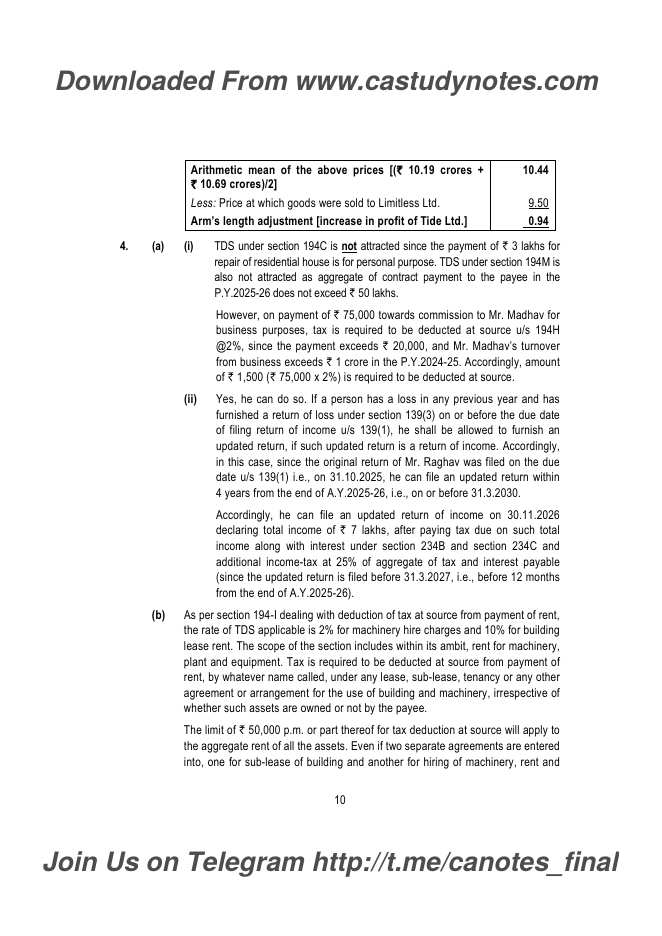 Downloaded From www.castudynotes.com
Arithmetic mean of the above prices [(₹ 10.19 crores + 10.44
₹ 10.69 crores)/2]
Less: Price at which goods were sold to Limitless Ltd. 9.50
Arm's length adjustment [increase in profit of Tide Ltd.] 0.94
4. (a) (i) TDS under section 194C is not attracted since the payment of ₹ 3 lakhs for
repair of residential house is for personal purpose. TDS under section 194M is
also not attracted as aggregate of contract payment to the payee in the
P.Y.2025-26 does not exceed ₹ 50 lakhs.
However, on payment of ₹ 75,000 towards commission to Mr. Madhav for
business purposes, tax is required to be deducted at source u/s 194H
@2%, since the payment exceeds ₹ 20,000, and Mr. Madhav's turnover
from business exceeds ₹ 1 crore in the P.Y.2024-25. Accordingly, amount
of ₹ 1,500 (₹ 75,000 x 2%) is required to be deducted at source.
(ii) Yes, he can do so. If a person has a loss in any previous year and has
furnished a return of loss under section 139(3) on or before the due date
of filing return of income u/s 139(1), he shall be allowed to furnish an
updated return, if such updated return is a return of income. Accordingly,
in this case, since the original return of Mr. Raghav was filed on the due
date u/s 139(1) i.e., on 31.10.2025, he can file an updated return within
4 years from the end of A.Y.2025-26, i.e., on or before 31.3.2030.
Accordingly, he can file an updated return of income on 30.11.2026
declaring total income of ₹ 7 lakhs, after paying tax due on such total
income along with interest under section 234B and section 234C and
additional income-tax at 25% of aggregate of tax and interest payable
(since the updated return is filed before 31.3.2027, i.e., before 12 months
from the end of A.Y.2025-26).
(b) As per section 194-I dealing with deduction of tax at source from payment of rent,
the rate of TDS applicable is 2% for machinery hire charges and 10% for building
lease rent. The scope of the section includes within its ambit, rent for machinery,
plant and equipment. Tax is required to be deducted at source from payment of
rent, by whatever name called, under any lease, sub-lease, tenancy or any other
agreement or arrangement for the use of building and machinery, irrespective of
whether such assets are owned or not by the payee.
The limit of ₹ 50,000 p.m. or part thereof for tax deduction at source will apply to
the aggregate rent of all the assets. Even if two separate agreements are entered
into, one for sub-lease of building and another for hiring of machinery, rent and
10
Join Us on Telegram http://t.me/canotes_final